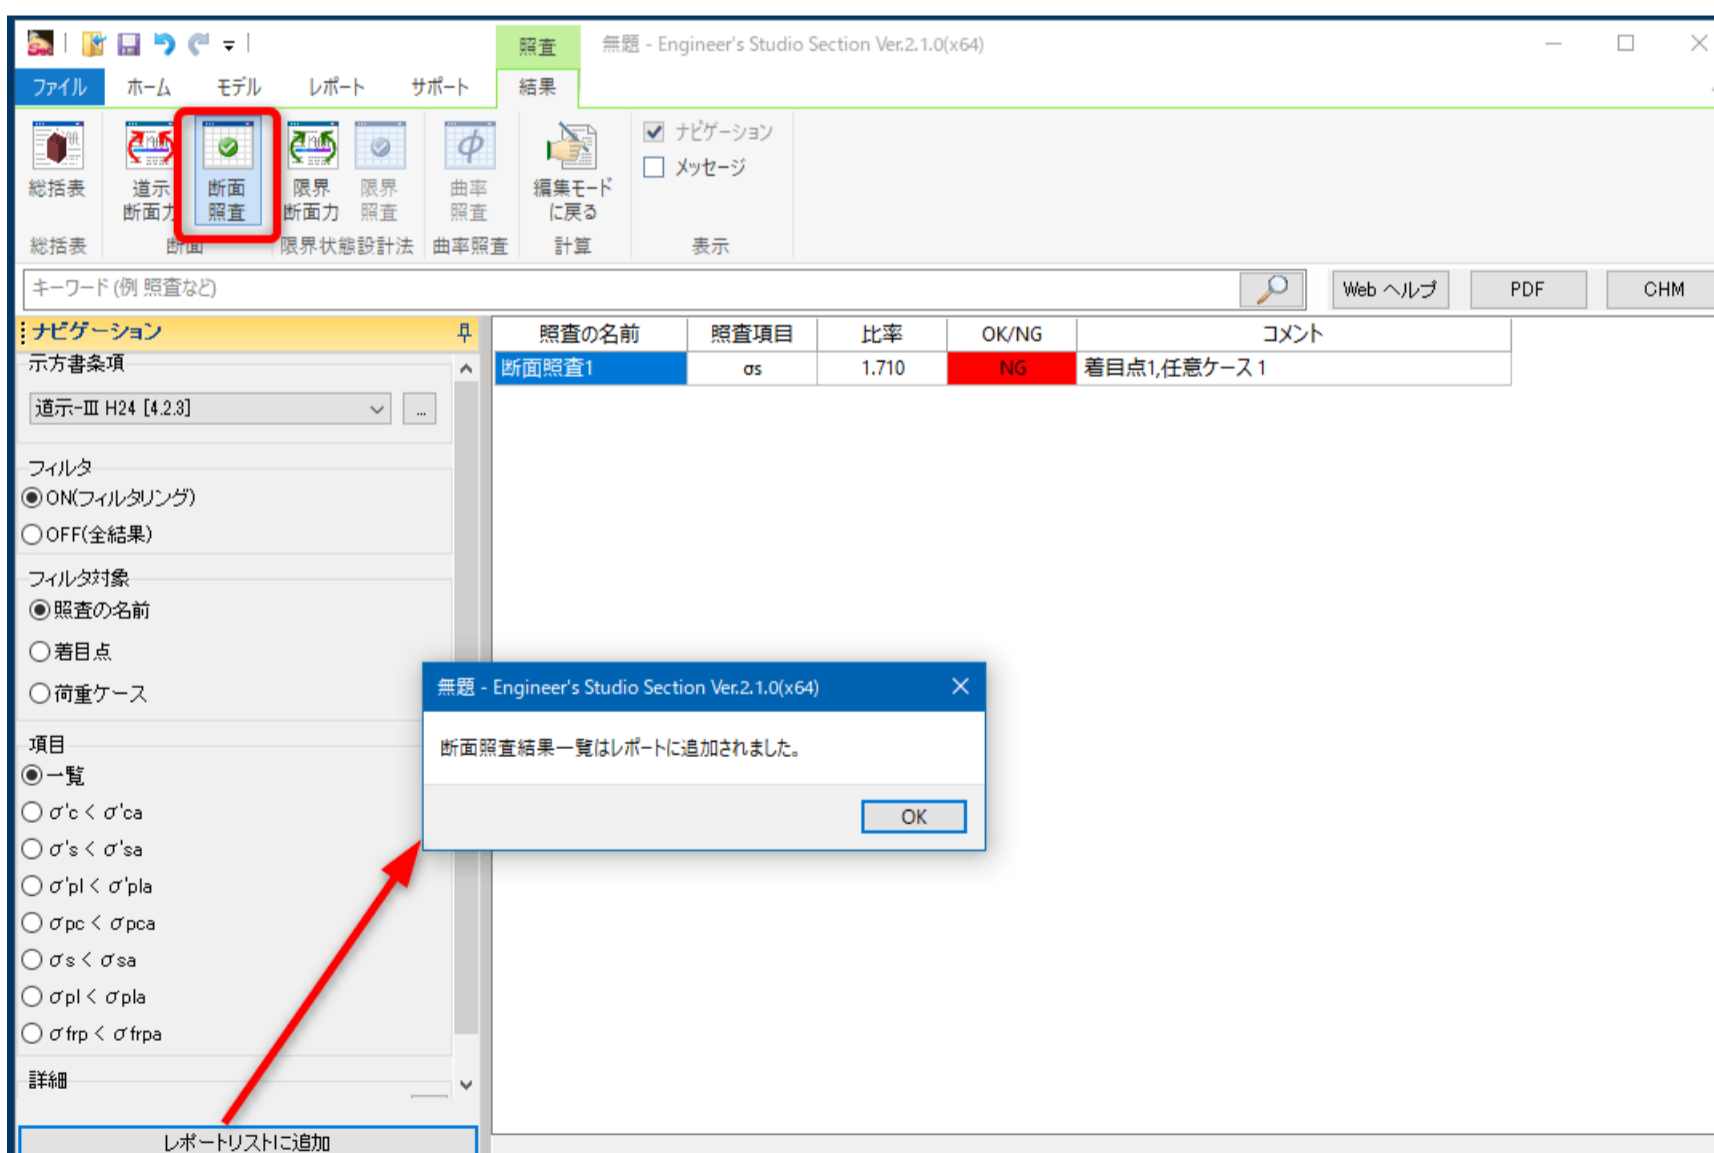 照査
無題 - Engineer's Studio Section Ver.2.1.0(x64)
ファイル ホーム モデル レポート サポート 結果
総括表
道示
断面力
断面
照査
限界
断面力
限界
照査
曲率
照査
編集モード
に戻る
ナビゲーション
メッセージ
総括表 断面 限界状態設計法 曲率照査 計算 表示
キーワード (例 照査など)
Web ヘルプ PDF CHM
ナビゲーション
示方書条項
道示-Ⅲ H24 [4.2.3]
...
フィルタ
ON(フィルタリング)
OFF(全結果)
フィルタ対象
照査の名前
着目点
荷重ケース
項目
一覧
σ'c < σ'ca
σ's < σ'sa
σ'pl < σ'pla
σpc < σpca
σs < σsa
σpl < σpla
σfrp < σfrpa
詳細
レポートリストに追加
照査の名前 照査項目 比率 OK/NG コメント
断面照査1 σs 1.710 NG 着目点1,任意ケース1
無題 - Engineer's Studio Section Ver.2.1.0(x64)
断面照査結果一覧はレポートに追加されました。
OK